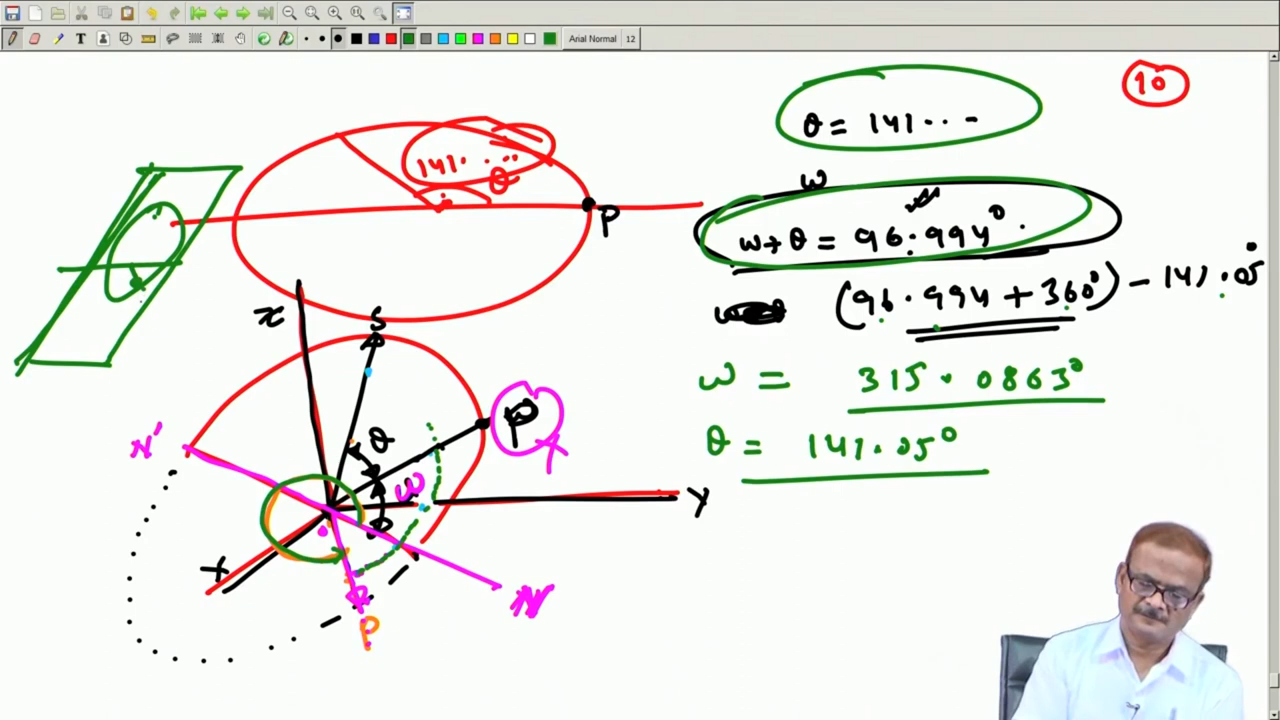 Arial Normal 12
10
θ = 141... 
141...
θ
ω
P
ω + θ = 96.994°.
(96.994 + 360°) - 141.05°
x
S
ω = 315.0863°
N'
θ
P
θ = 141.05°
ω
Y
X
N
P